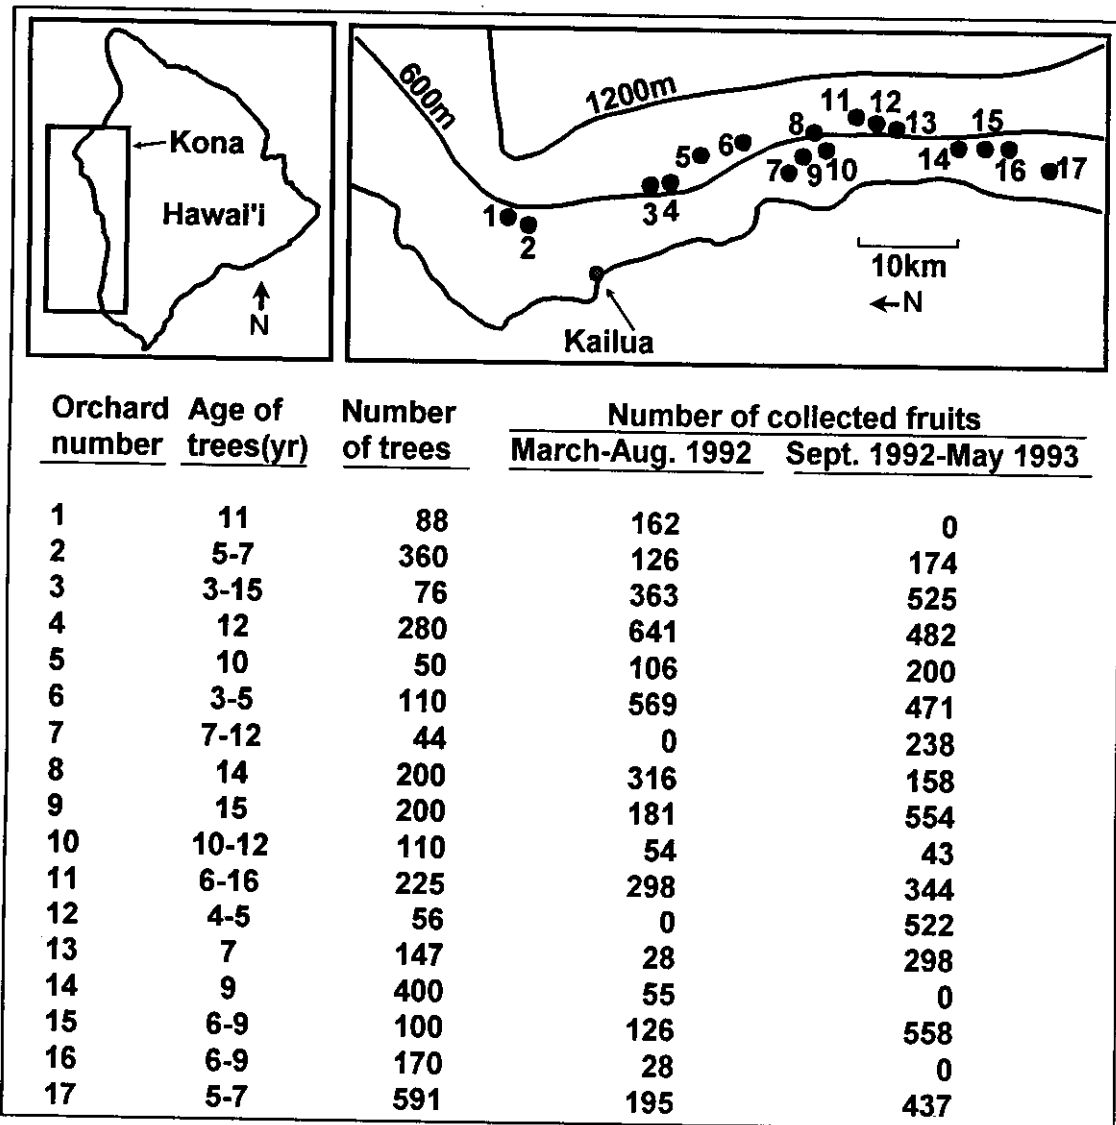 Kona
Hawai'i
N
600m
1200m
1
2
3 4
5
6
7
8
9
10
11
12
13
14
15
16
17
10km
←N
Kailua
Orchard Age of Number Number of collected fruits
number trees(yr) of trees March-Aug. 1992 Sept. 1992-May 1993
1 11 88 162 0
2 5-7 360 126 174
3 3-15 76 363 525
4 12 280 641 482
5 10 50 106 200
6 3-5 110 569 471
7 7-12 44 0 238
8 14 200 316 158
9 15 200 181 554
10 10-12 110 54 43
11 6-16 225 298 344
12 4-5 56 0 522
13 7 147 28 298
14 9 400 55 0
15 6-9 100 126 558
16 6-9 170 28 0
17 5-7 591 195 437